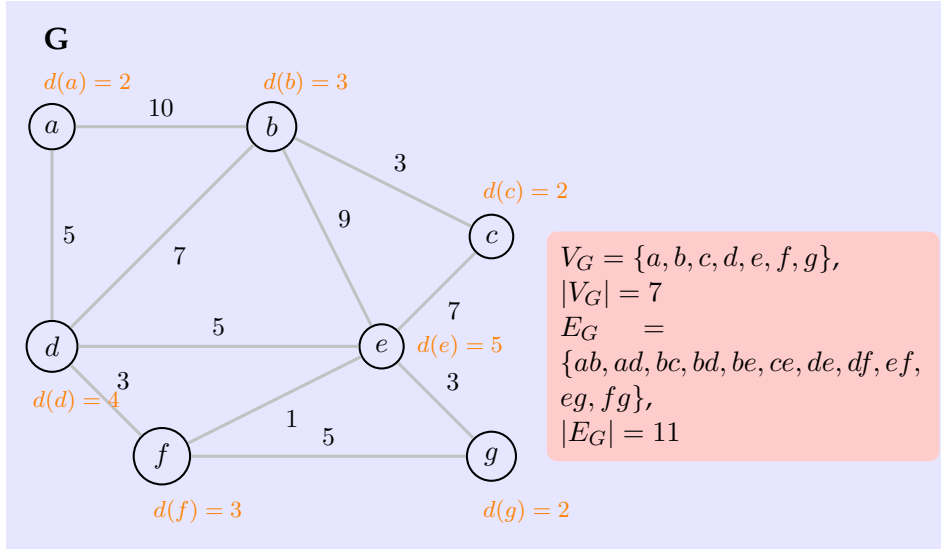 G
d(a) = 2
d(b) = 3
10
a
b
3
d(c) = 2
5
9
c
7
V_G = {a, b, c, d, e, f, g},
|V_G| = 7
E_G =
{ab, ad, bc, bd, be, ce, de, df, ef,
eg, fg},
|E_G| = 11
7
5
d
e
d(e) = 5
3
3
d(d) = 4
1
5
f
g
d(f) = 3
d(g) = 2